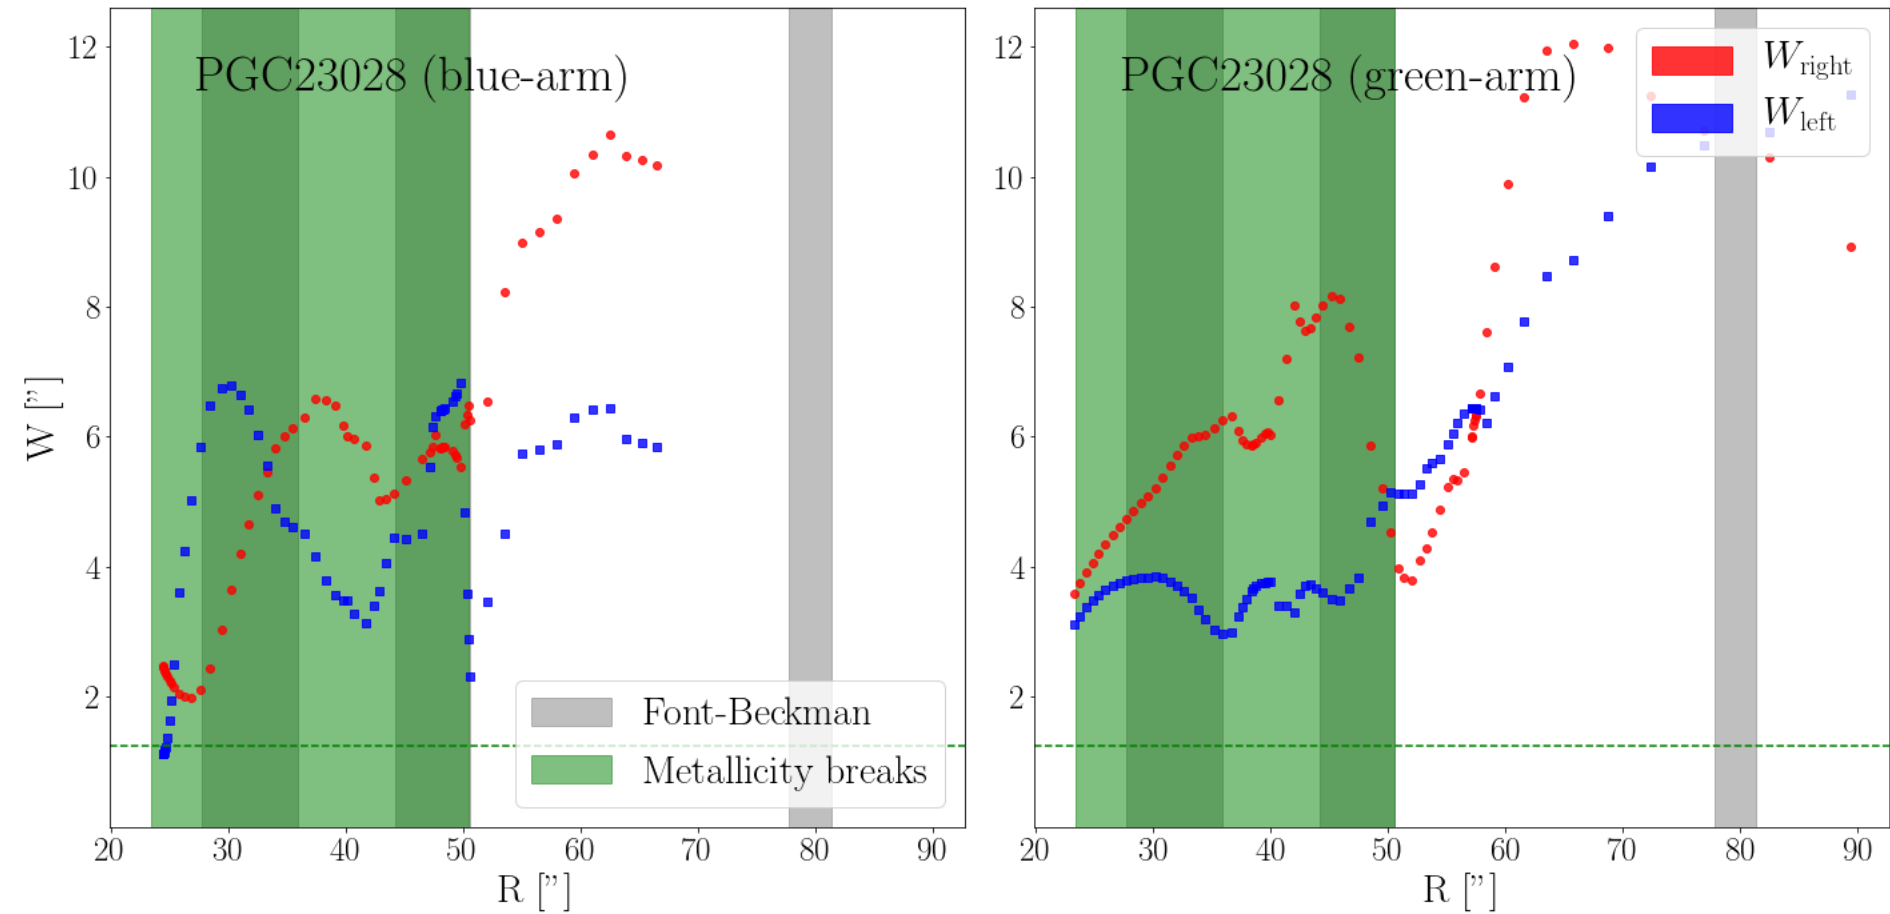 PGC23028 (blue-arm)
12
10
8
6
4
2
W ["]
Font-Beckman
Metallicity breaks
20 30 40 50 60 70 80 90
R ["]
PGC23028 (green-arm)
W_right
W_left
12
10
8
6
4
2
20 30 40 50 60 70 80 90
R ["]